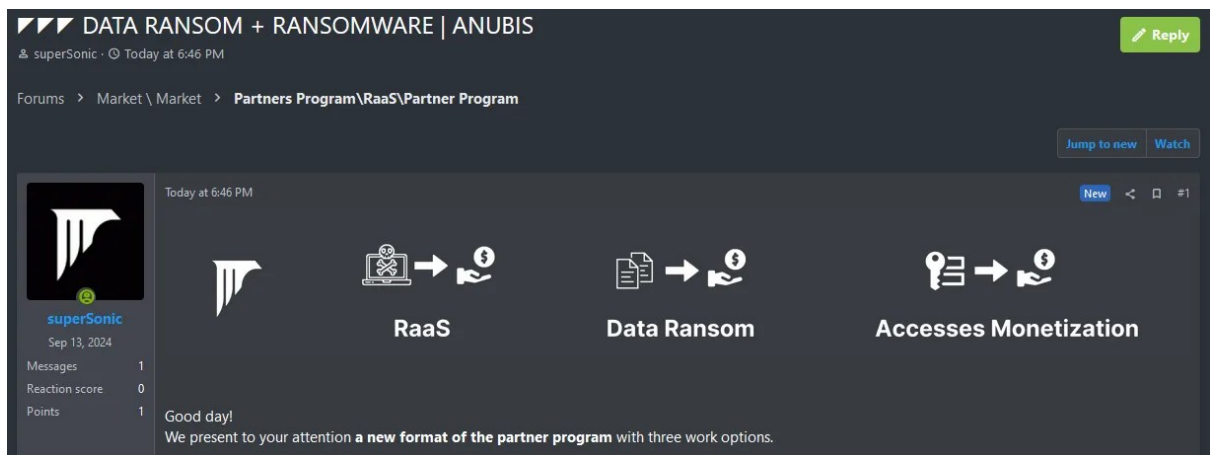 DATA RANSOM + RANSOMWARE | ANUBIS
superSonic · Today at 6:46 PM
Reply
Forums > Market \ Market > Partners Program\RaaS\Partner Program
Jump to new Watch
Today at 6:46 PM
New #1
superSonic
Sep 13, 2024
Messages 1
Reaction score 0
Points 1
RaaS Data Ransom Accesses Monetization
Good day!
We present to your attention a new format of the partner program with three work options.